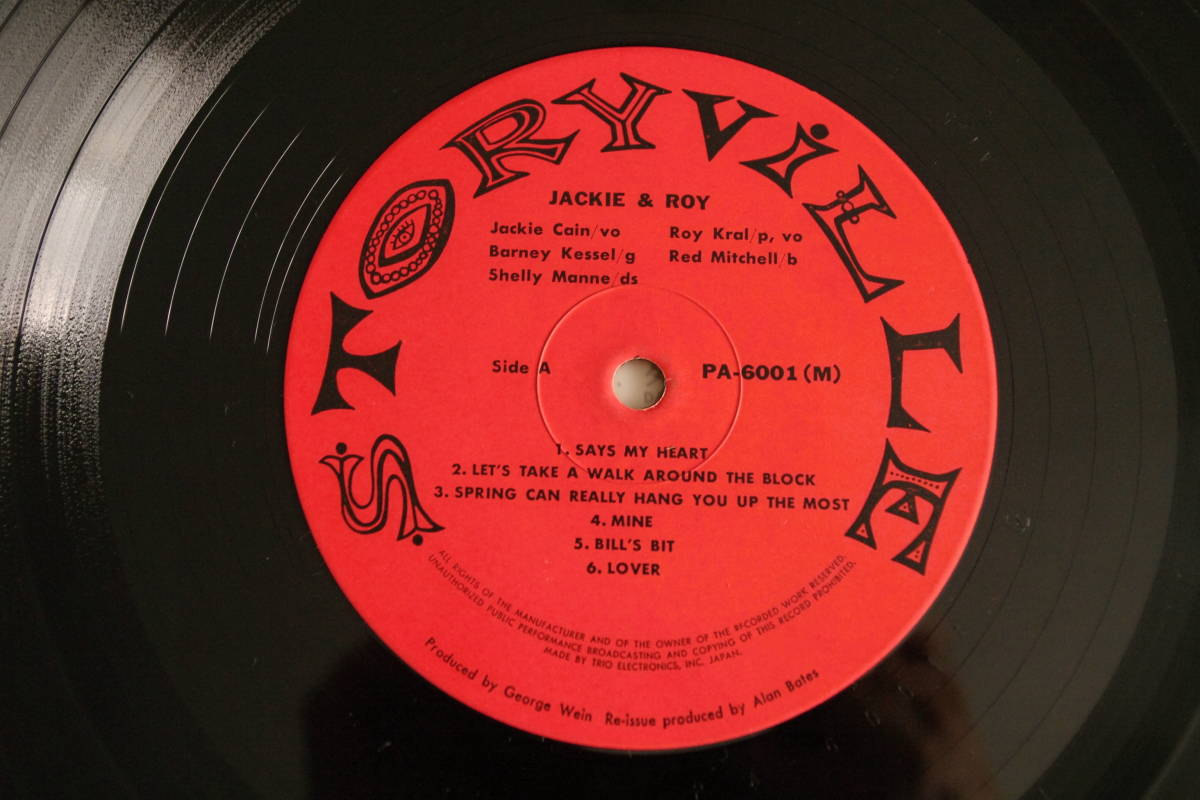 STORYViLLE
JACKIE & ROY
Jackie Cain/vo Roy Kral/p, vo
Barney Kessel/g Red Mitchell/b
Shelly Manne/ds
Side A PA-6001 (M)
1. SAYS MY HEART
2. LET'S TAKE A WALK AROUND THE BLOCK
3. SPRING CAN REALLY HANG YOU UP THE MOST
4. MINE
5. BILL'S BIT
6. LOVER
ALL RIGHTS OF THE MANUFACTURER AND OF THE OWNER OF THE RECORDED WORK RESERVED.
UNAUTHORIZED PUBLIC PERFORMANCE BROADCASTING AND COPYING OF THIS RECORD PROHIBITED.
MADE BY TRIO ELECTRONICS, INC. JAPAN.
Produced by George Wein Re-issue produced by Alan Bates